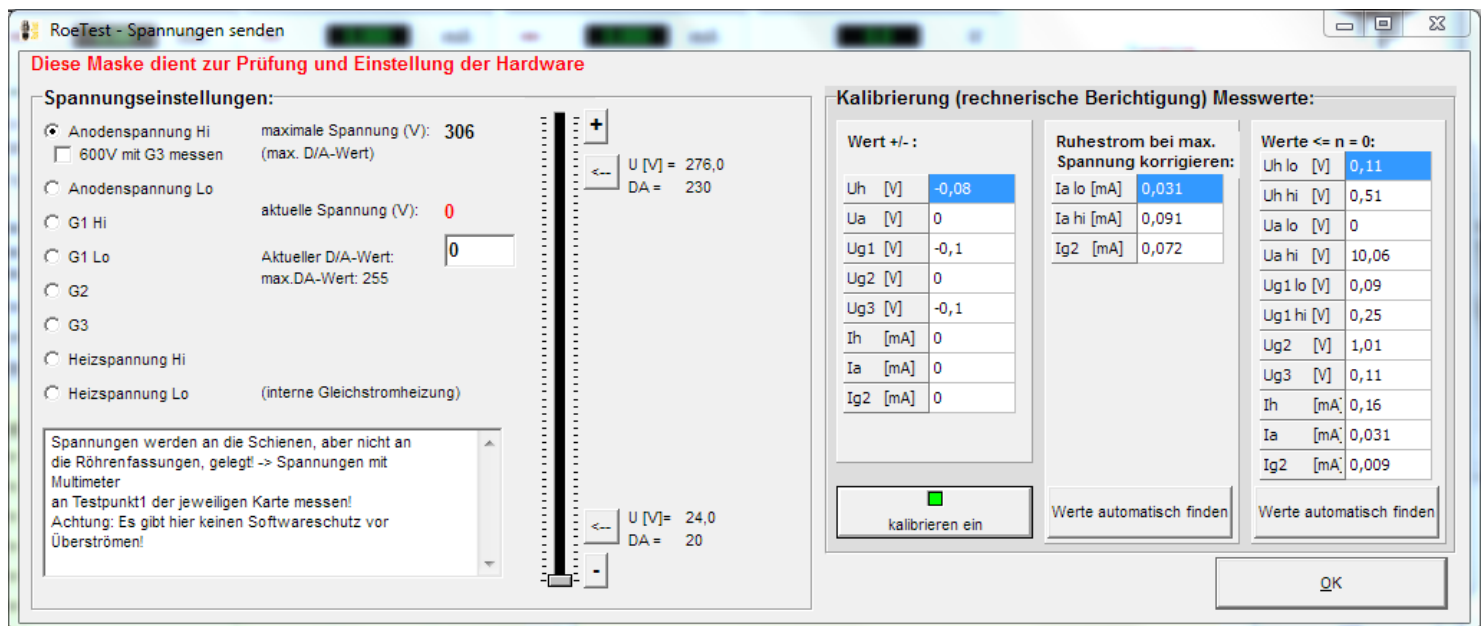 RoeTest - Spannungen senden
Diese Maske dient zur Prüfung und Einstellung der Hardware
Spannungseinstellungen:
Anodenspannung Hi
600V mit G3 messen
Anodenspannung Lo
G1 Hi
G1 Lo
G2
G3
Heizspannung Hi
Heizspannung Lo
maximale Spannung (V): 306
(max. D/A-Wert)
aktuelle Spannung (V): 0
Aktueller D/A-Wert: 0
max.DA-Wert: 255
(interne Gleichstromheizung)
Spannungen werden an die Schienen, aber nicht an
die Röhrenfassungen, gelegt! -> Spannungen mit
Multimeter
an Testpunkt1 der jeweiligen Karte messen!
Achtung: Es gibt hier keinen Softwareschutz vor
Überströmen!
+
<-- U [V] = 276,0
DA = 230
<-- U [V]= 24,0
DA = 20
-
Kalibrierung (rechnerische Berichtigung) Messwerte:
Wert +/- :
Uh [V] -0,08
Ua [V] 0
Ug1 [V] -0,1
Ug2 [V] 0
Ug3 [V] -0,1
Ih [mA] 0
Ia [mA] 0
Ig2 [mA] 0
kalibrieren ein
Ruhestrom bei max.
Spannung korrigieren:
Ia lo [mA] 0,031
Ia hi [mA] 0,091
Ig2 [mA] 0,072
Werte automatisch finden
Werte <= n = 0:
Uh lo [V] 0,11
Uh hi [V] 0,51
Ua lo [V] 0
Ua hi [V] 10,06
Ug1 lo [V] 0,09
Ug1 hi [V] 0,25
Ug2 [V] 1,01
Ug3 [V] 0,11
Ih [mA] 0,16
Ia [mA] 0,031
Ig2 [mA] 0,009
Werte automatisch finden
OK